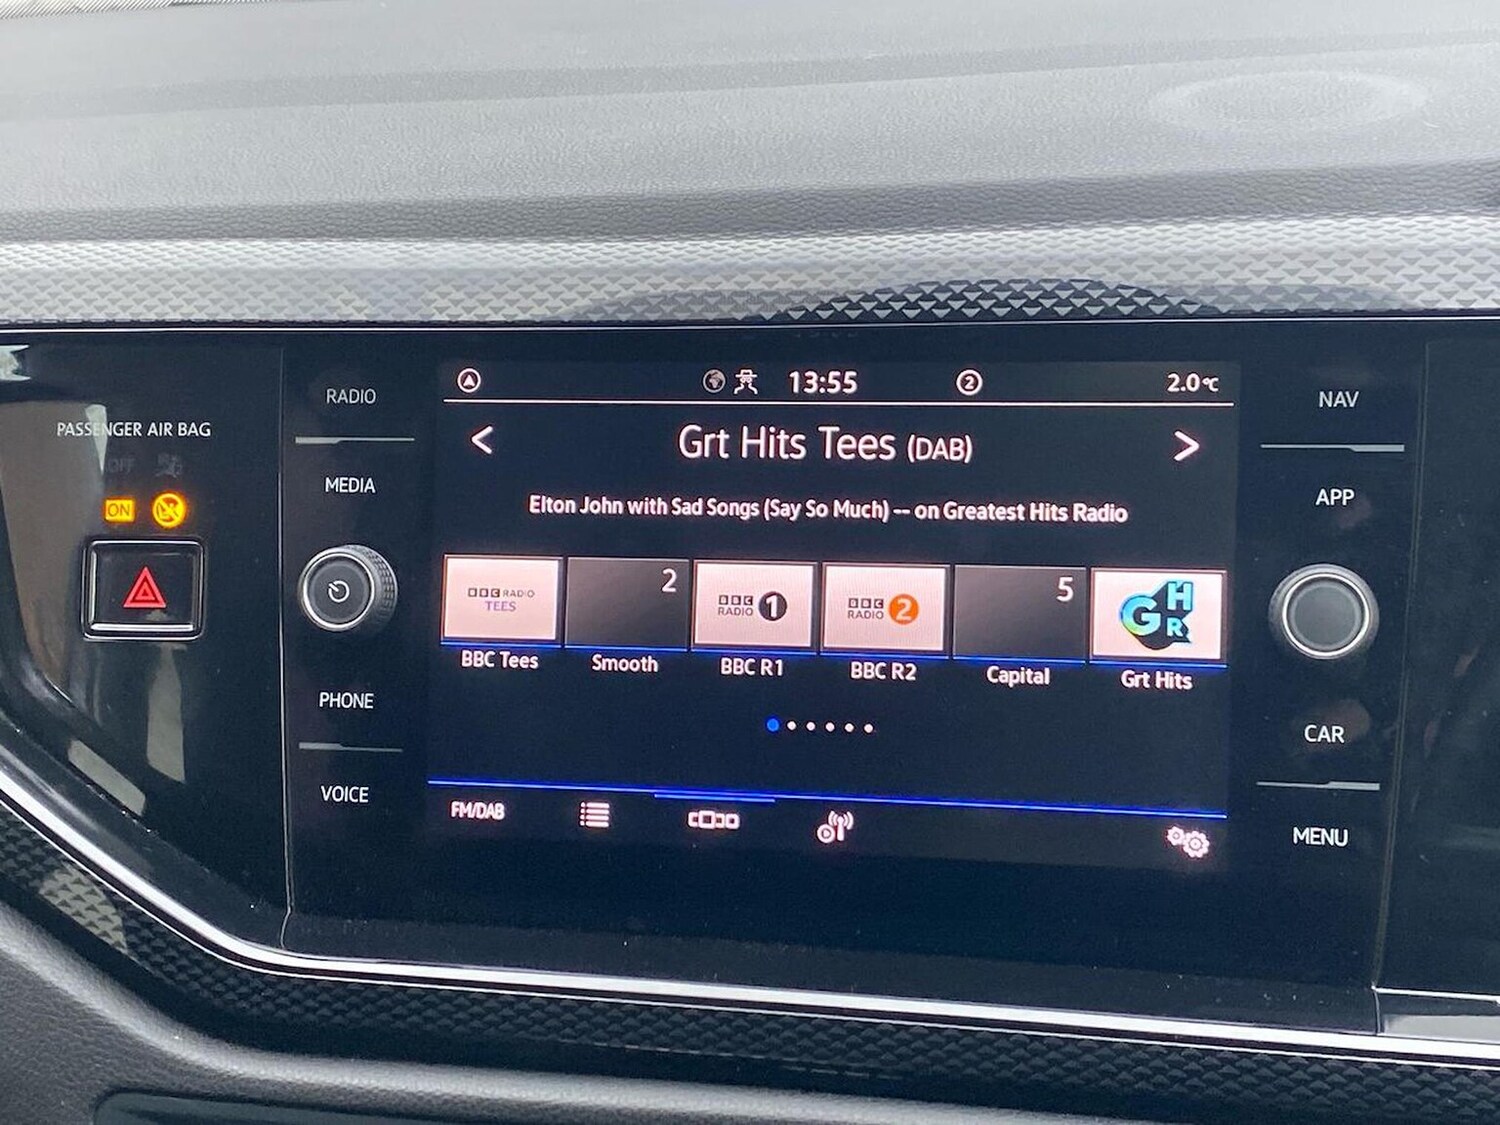 PASSENGER AIR BAG
OFF
ON
RADIO
MEDIA
PHONE
VOICE
13:55
2
2.0°C
< Grt Hits Tees (DAB) >
Elton John with Sad Songs (Say So Much) -- on Greatest Hits Radio
BBC RADIO TEES
2
BBC RADIO 1
BBC RADIO 2
5
GHR
BBC Tees
Smooth
BBC R1
BBC R2
Capital
Grt Hits
FM/DAB
NAV
APP
CAR
MENU